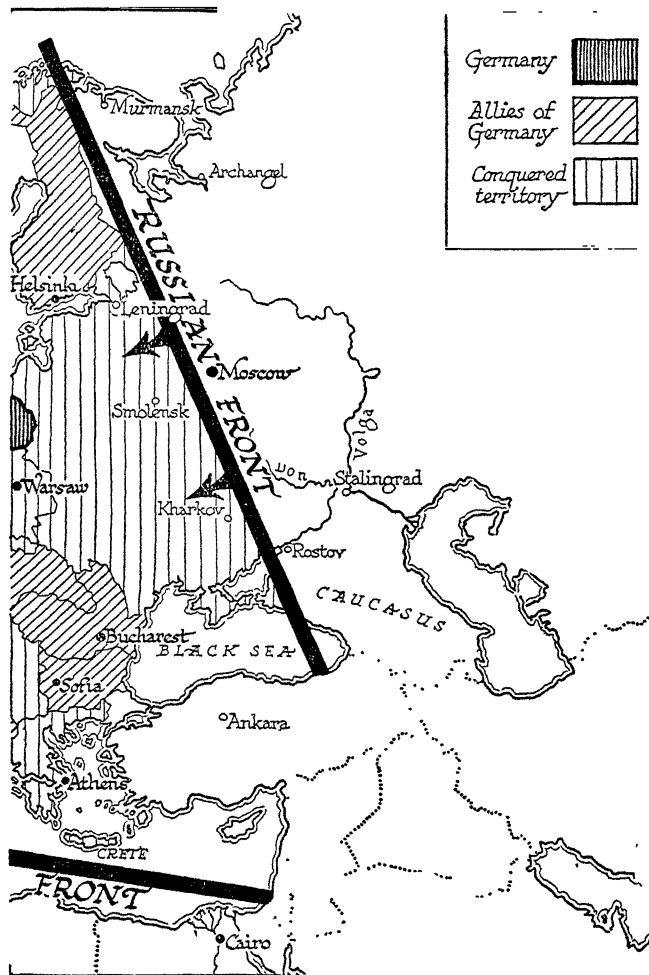 Germany
Allies of
Germany
Conquered
territory
Murmansk
Archangel
RUSSIAN FRONT
Helsinki
Leningrad
Moscow
Smolensk
Volga
Don
Stalingrad
Warsaw
Kharkov
Rostov
CAUCASUS
Bucharest
BLACK SEA
Sofia
Ankara
Athens
CRETE
FRONT
Cairo